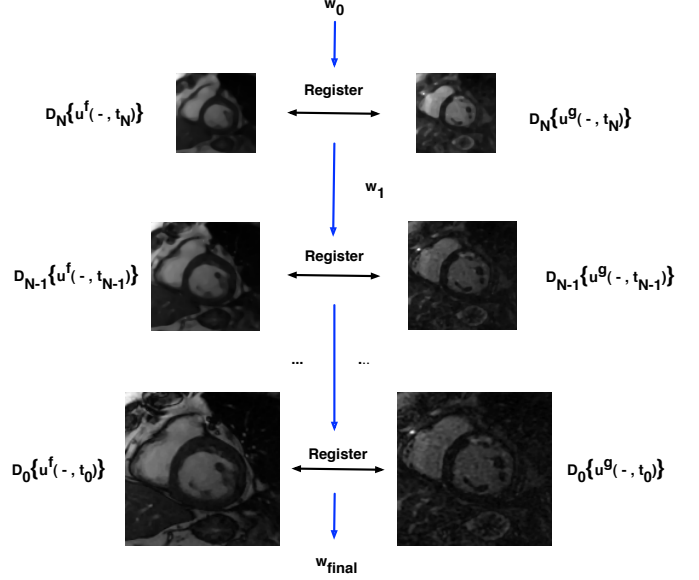 w0
Register
DN{uf(- , tN)}
DN{ug(- , tN)}
w1
Register
DN-1{uf(- , tN-1)}
DN-1{ug(- , tN-1)}
... ...
Register
D0{uf(- , t0)}
D0{ug(- , t0)}
wfinal